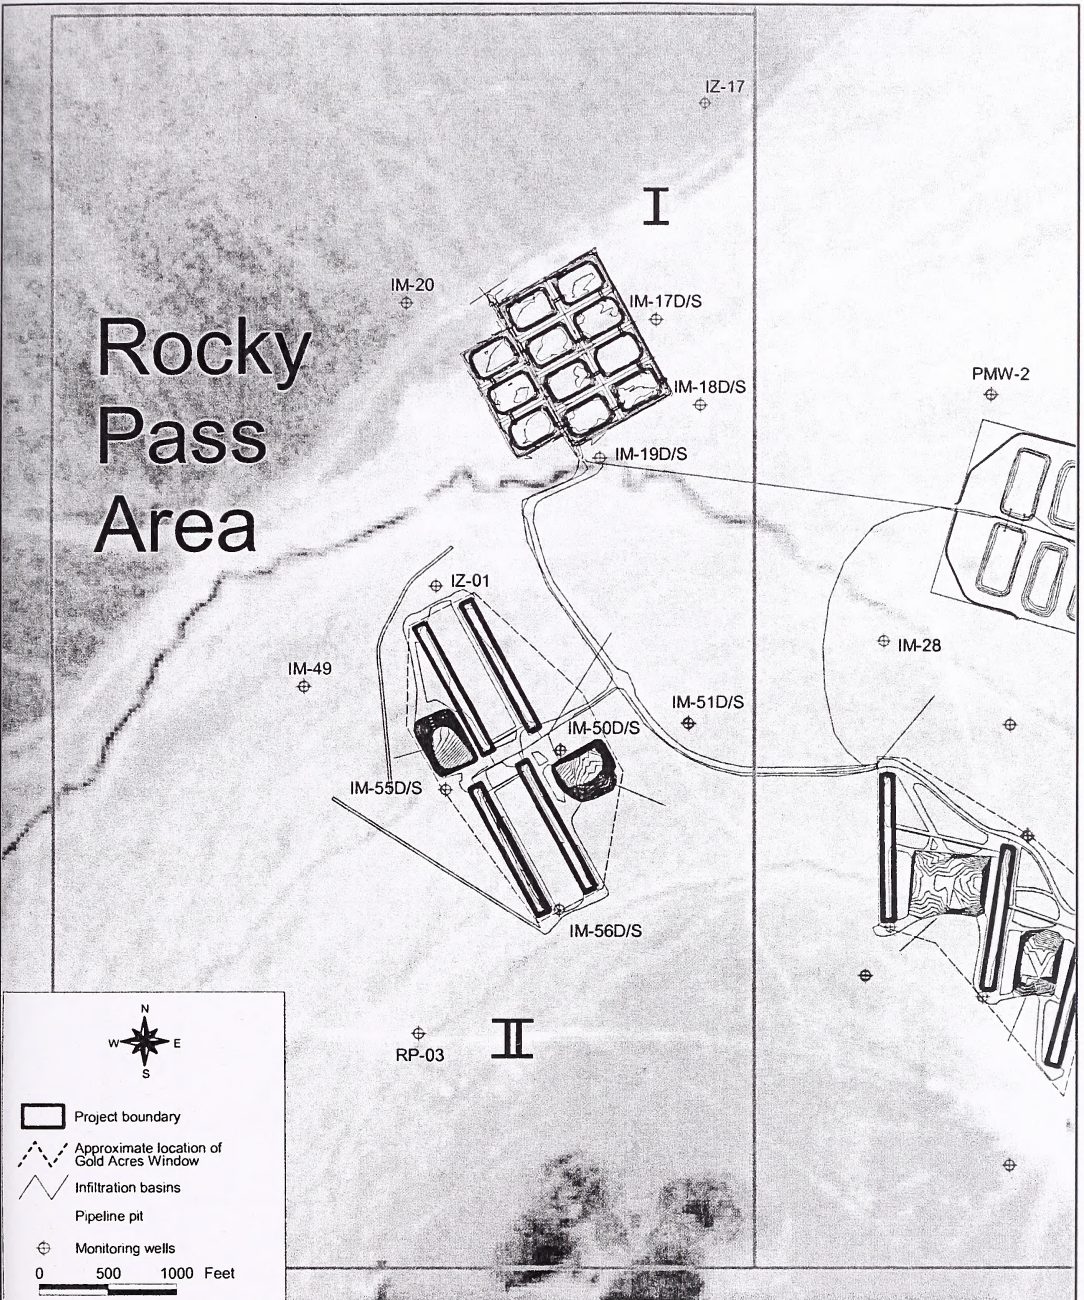 IZ-17
I
IM-20
IM-17D/S
Rocky
Pass
Area
IM-18D/S
PMW-2
IM-19D/S
IZ-01
IM-28
IM-49
IM-51D/S
IM-50D/S
IM-55D/S
IM-56D/S
II
RP-03
N
W E
S
Project boundary
Approximate location of
Gold Acres Window
Infiltration basins
Pipeline pit
Monitoring wells
0 500 1000 Feet